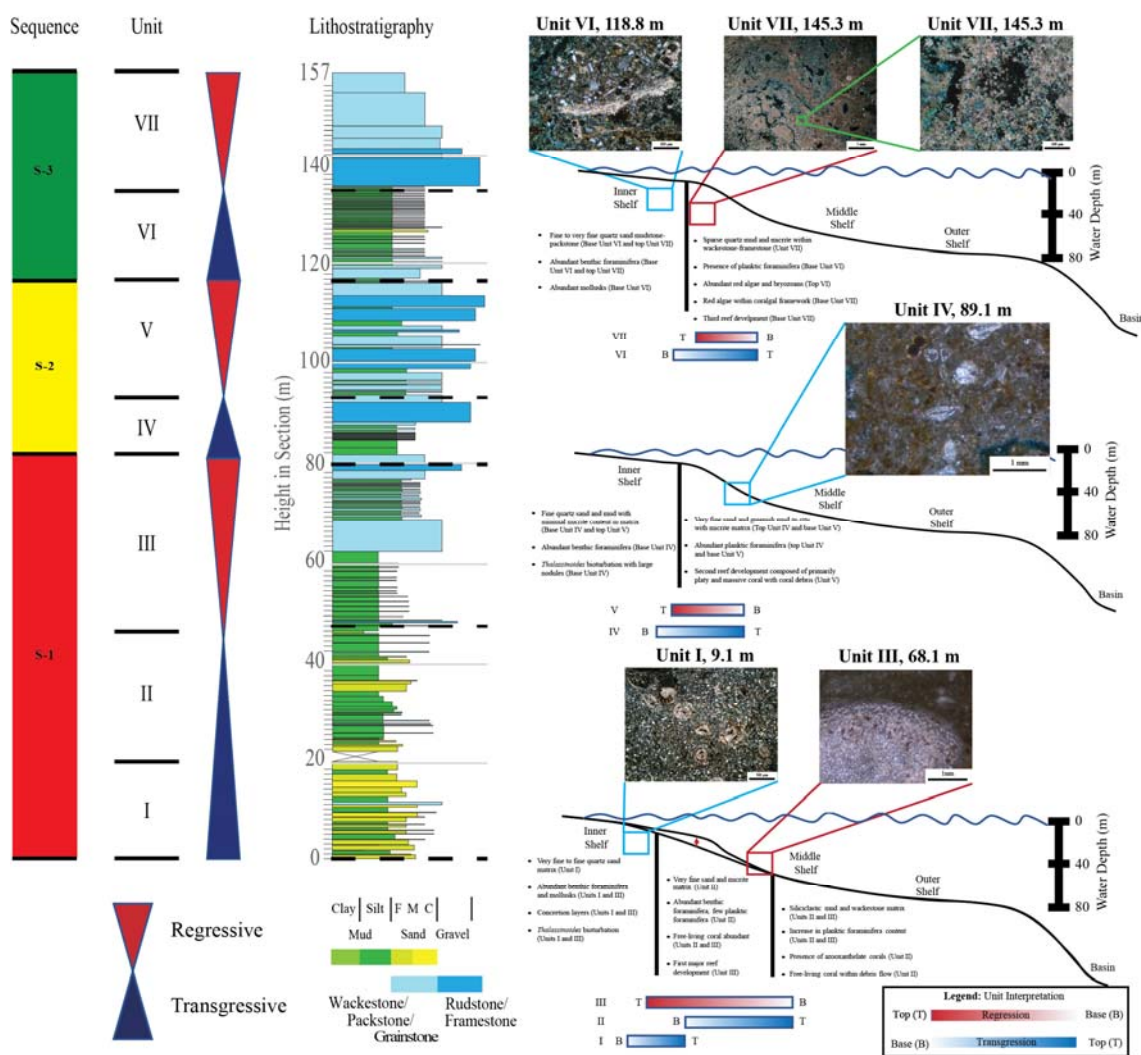 Sequence
Unit
Lithostratigraphy
S-3
S-2
S-1
VII
VI
V
IV
III
II
I
Height in Section (m)
157
140
120
100
80
60
40
20
0
Regressive
Transgressive
Clay Silt F M C
Mud Sand Gravel
Wackestone/
Packstone/
Grainstone
Rudstone/
Framestone
Unit VI, 118.8 m
Unit VII, 145.3 m
Unit VII, 145.3 m
Inner
Shelf
Middle
Shelf
Outer
Shelf
Basin
Water Depth (m)
0
40
80
Fine to very fine quartz sand mudstone-
packstone (Base Unit VI and top Unit VII)
Abundant benthic foraminifera (Base
Unit VI and top Unit VII)
Abundant mollusks (Base Unit VI)
Sparse quartz mud and micrite within
wackestone-framestone (Unit VII)
Presence of planktic foraminifera (Base Unit VI)
Abundant red algae and bryozoans (Top VI)
Red algae within coralgal framework (Base Unit VII)
Third reef develpment (Base Unit VII)
VII T B
VI B T
Unit IV, 89.1 m
1 mm
Inner
Shelf
Middle
Shelf
Outer
Shelf
Basin
Water Depth (m)
0
40
80
Fine quartz sand and mud with
minimal micrite content in matrix
(Base Unit IV and top Unit V)
Abundant benthic foraminifera (Base Unit IV)
Thalassinoides bioturbation with large
nodules (Base Unit IV)
Very fine sand and mud to
with micrite matrix (Top Unit IV and base Unit V)
Abundant planktic foraminifera (top Unit IV
and base Unit V)
Second reef development composed of primarily
platy and massive coral with coral debris (Unit V)
V T B
IV B T
Unit I, 9.1 m
Unit III, 68.1 m
1mm
Inner
Shelf
Middle
Shelf
Outer
Shelf
Basin
Water Depth (m)
0
40
80
Very fine to fine quartz sand
matrix (Unit I)
Abundant benthic foraminifera
and mollusks (Units I and III)
Concretion layers (Units I and III)
Thalassinoides bioturbation
(Units I and III)
Very fine sand and micrite
matrix (Unit II)
Abundant benthic
foraminifera, few planktic
foraminifera (Unit II)
Free-living coral abundant
(Units II and III)
First major reef
development (Unit III)
Siliciclastic mud and wackestone matrix
(Units II and III)
Increase in planktic foraminifera content
(Units II and III)
Presence of azooxanthelate corals (Unit II)
Free-living coral within debris flow (Unit II)
III T B
II B T
I B T
Legend: Unit Interpretation
Top (T) Regression Base (B)
Base (B) Transgression Top (T)